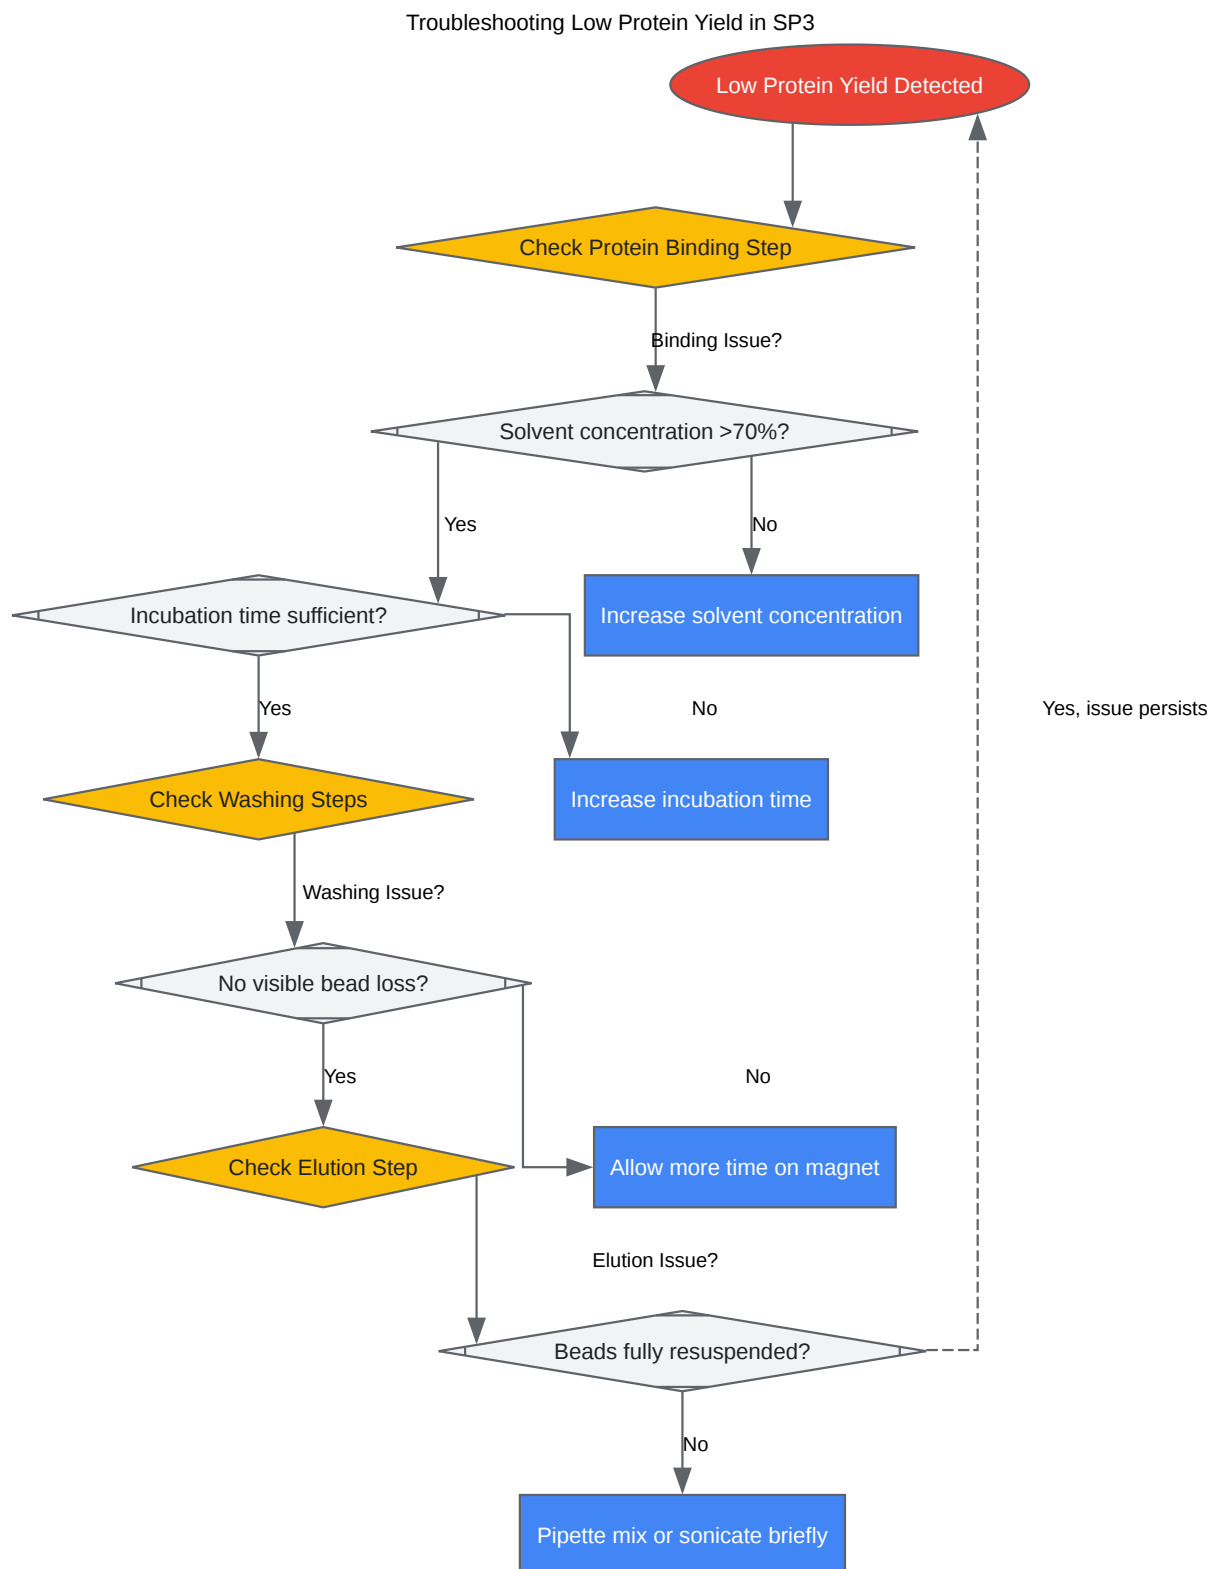 Troubleshooting Low Protein Yield in SP3
Low Protein Yield Detected
Check Protein Binding Step
Binding Issue?
Solvent concentration >70%?
Yes
No
Incubation time sufficient?
Increase solvent concentration
Yes
No
Yes, issue persists
Check Washing Steps
Increase incubation time
Washing Issue?
No visible bead loss?
Yes
No
Check Elution Step
Allow more time on magnet
Elution Issue?
Beads fully resuspended?
No
Pipette mix or sonicate briefly